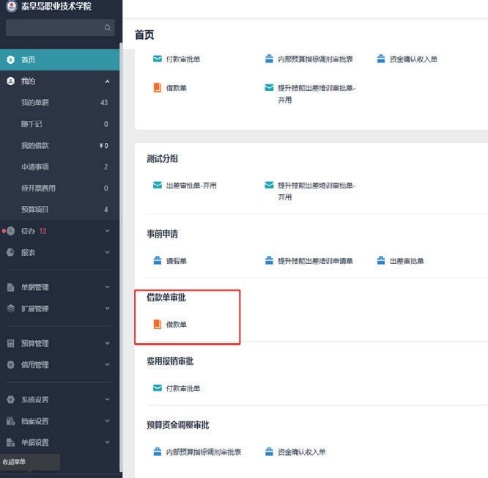 秦皇岛职业技术学院
首页
我的
我的单据 43
随手记 0
我的借款 ¥0
申请事项 2
待开票费用 0
预算项目 4
待办 13
报表
单据管理
扩展管理
预算管理
信用管理
系统设置
档案设置
单据设置
收起菜单
首页
付款审批单 内部预算指标调剂审批表 资金确认收入单
借款单 提升技能出差培训审批单-
弃用
测试分组
出差审批单-弃用 提升技能出差培训审批单-
弃用
事前申请
请假单 提升技能出差培训申请单 出差审批单
借款单审批
借款单
费用报销审批
付款审批单
预算资金调整审批
内部预算指标调剂审批表 资金确认收入单